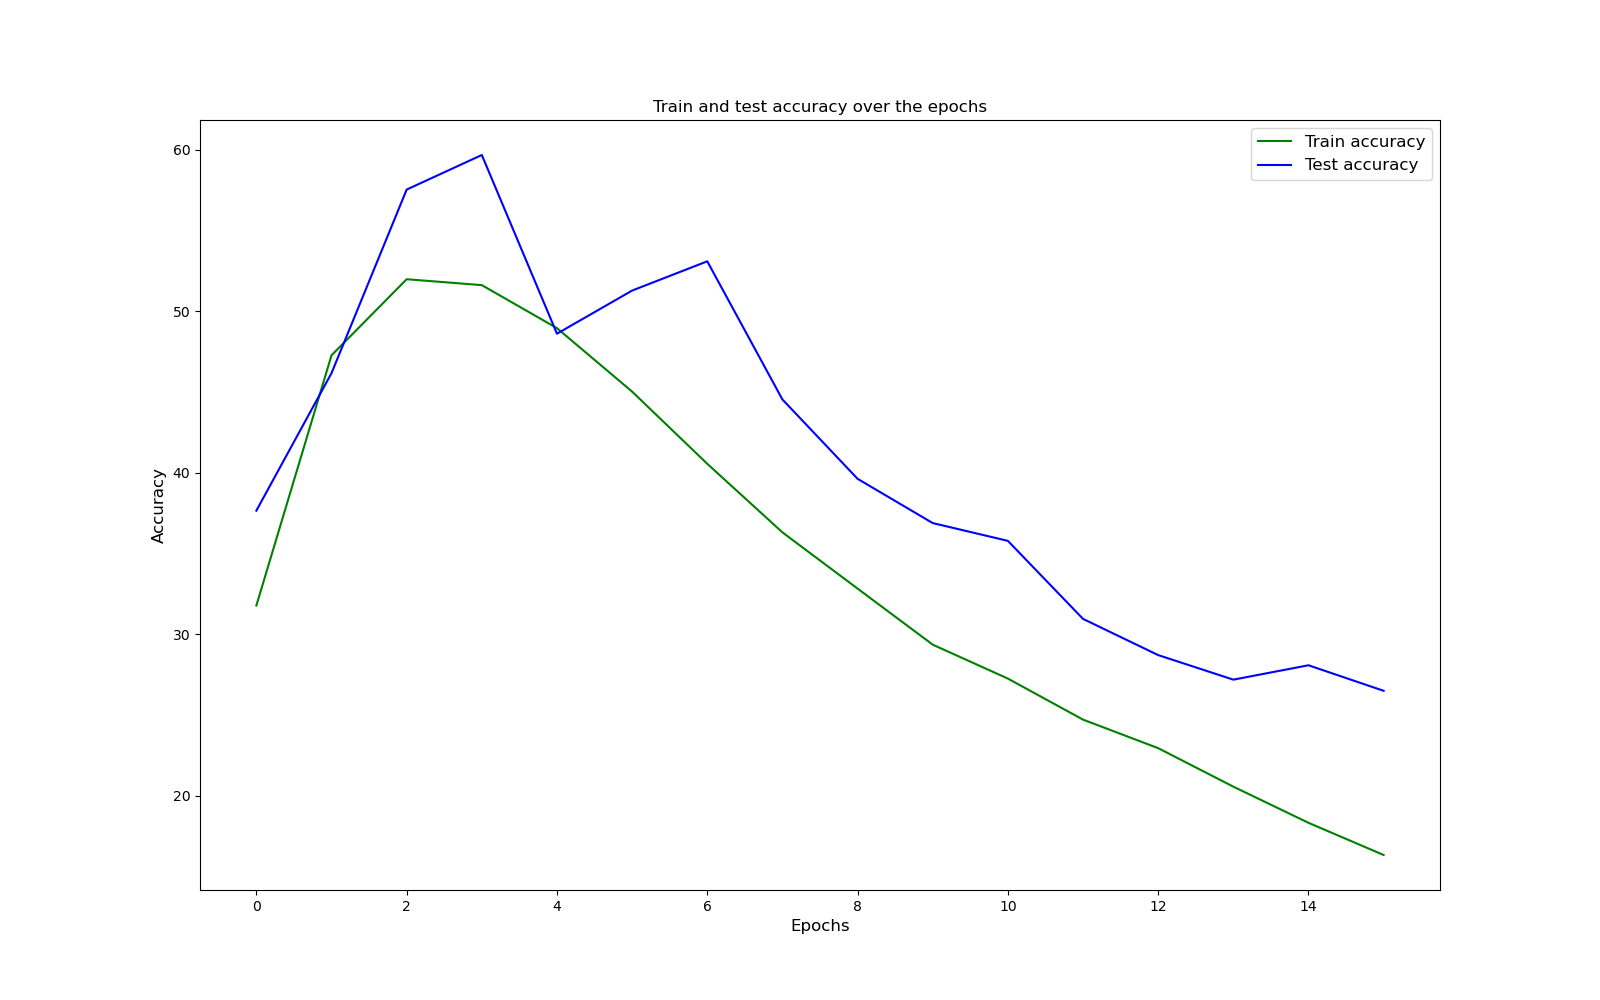 Train and test accuracy over the epochs
Train accuracy
Test accuracy
Accuracy
60
50
40
30
20
0 2 4 6 8 10 12 14
Epochs